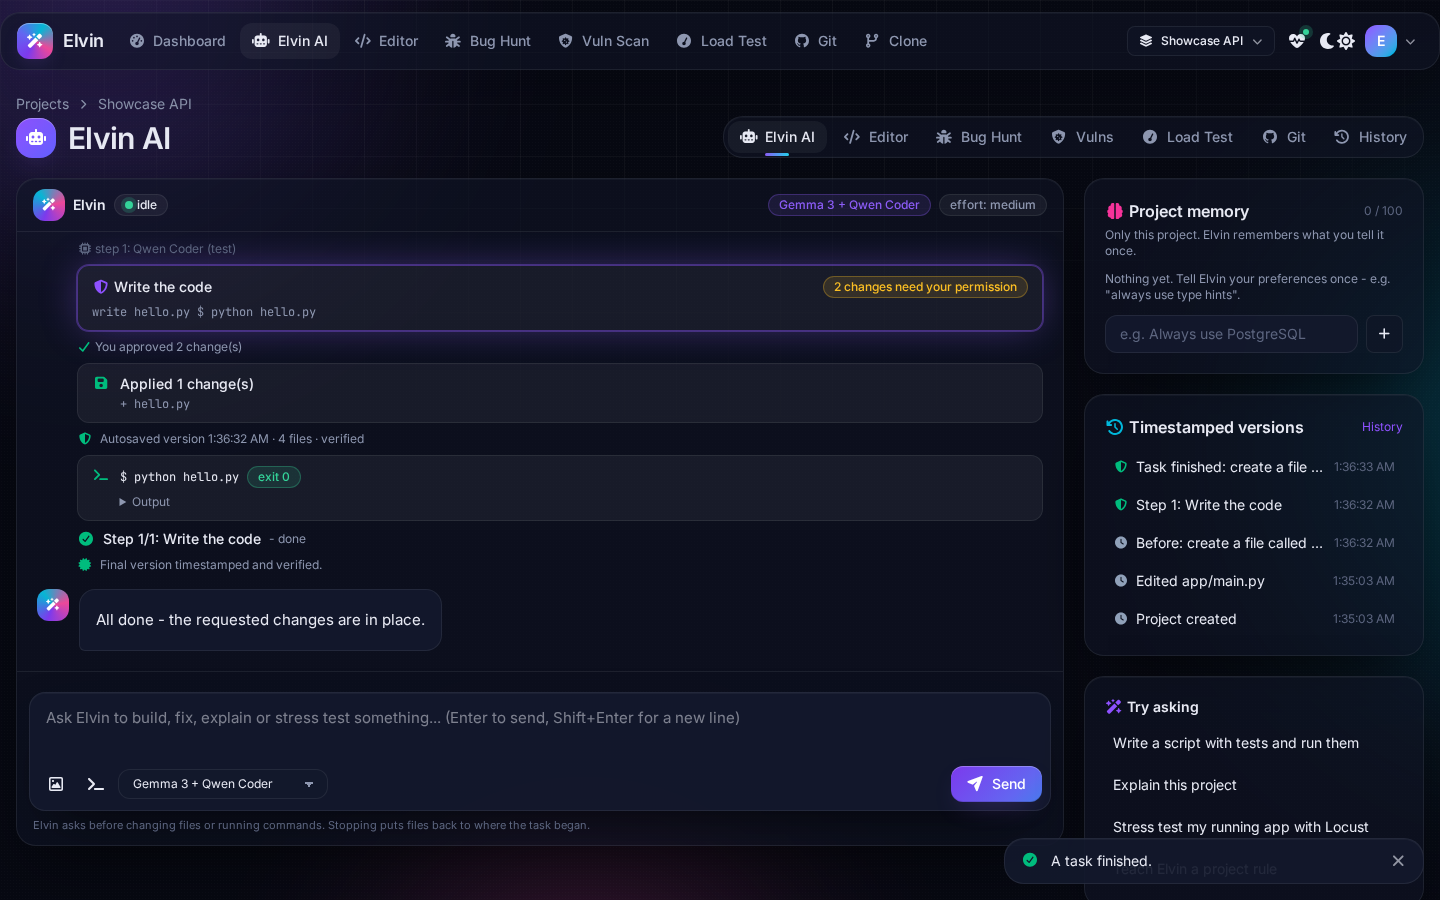 Elvin
Dashboard
Elvin AI
Editor
Bug Hunt
Vuln Scan
Load Test
Git
Clone
Showcase API
E
Projects > Showcase API
Elvin AI
Elvin AI
Editor
Bug Hunt
Vulns
Load Test
Git
History
Elvin
idle
Gemma 3 + Qwen Coder
effort: medium
step 1: Qwen Coder (test)
Write the code
2 changes need your permission
write hello.py $ python hello.py
You approved 2 change(s)
Applied 1 change(s)
+ hello.py
Autosaved version 1:36:32 AM · 4 files · verified
$ python hello.py
exit 0
Output
Step 1/1: Write the code - done
Final version timestamped and verified.
All done - the requested changes are in place.
Ask Elvin to build, fix, explain or stress test something... (Enter to send, Shift+Enter for a new line)
Gemma 3 + Qwen Coder
Send
Elvin asks before changing files or running commands. Stopping puts files back to where the task began.
Project memory
0 / 100
Only this project. Elvin remembers what you tell it
once.
Nothing yet. Tell Elvin your preferences once - e.g.
"always use type hints".
e.g. Always use PostgreSQL
+
Timestamped versions
History
Task finished: create a file ... 1:36:33 AM
Step 1: Write the code 1:36:32 AM
Before: create a file called ... 1:36:32 AM
Edited app/main.py 1:35:03 AM
Project created 1:35:03 AM
Try asking
Write a script with tests and run them
Explain this project
Stress test my running app with Locust
Teach Elvin a project rule
A task finished.